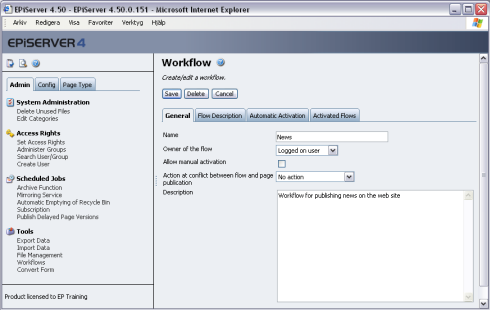 EPiServer 4.50 - EPiServer 4.50.0.151 - Microsoft Internet Explorer
Arkiv Redigera Visa Favoriter Verktyg Hjälp
EPiSERVER 4
Admin Config Page Type
System Administration
Delete Unused Files
Edit Categories
Access Rights
Set Access Rights
Administer Groups
Search User/Group
Create User
Scheduled Jobs
Archive Function
Mirroring Service
Automatic Emptying of Recycle Bin
Subscription
Publish Delayed Page Versions
Tools
Export Data
Import Data
File Management
Workflows
Convert Form
Product licensed to EP Training
Workflow
Create/edit a workflow.
Save Delete Cancel
General Flow Description Automatic Activation Activated Flows
Name News
Owner of the flow Logged on user
Allow manual activation
Action at conflict between flow and page publication No action
Description Workflow for publishing news on the web site